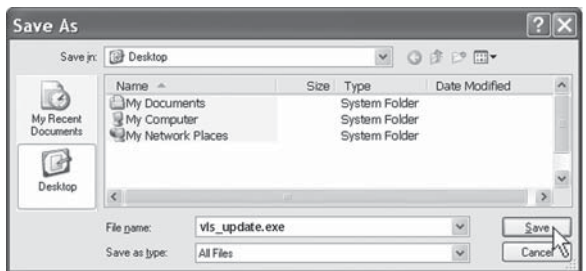 Save As
Save in: Desktop
Name Size Type Date Modified
My Documents System Folder
My Computer System Folder
My Network Places System Folder
My Recent
Documents
Desktop
File name: vls_update.exe Save
Save as type: All Files Cancel